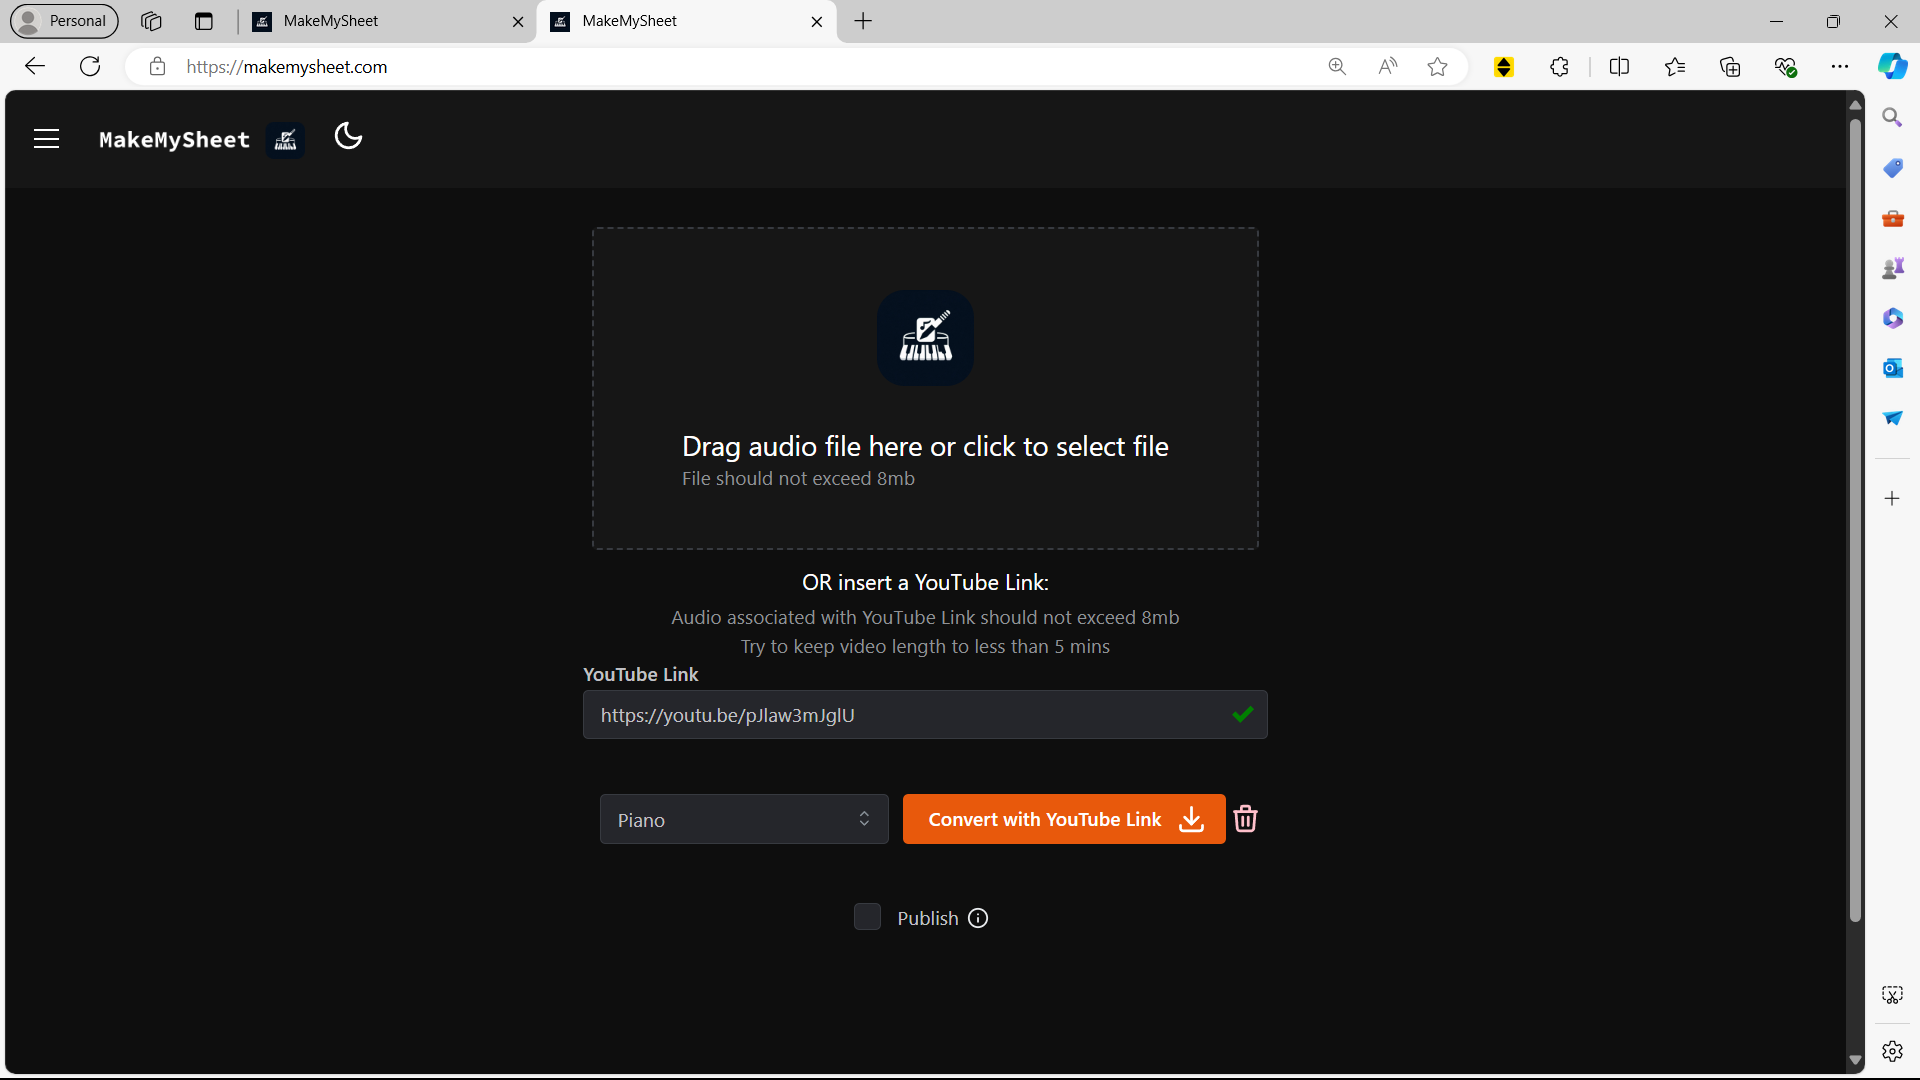 Personal
MakeMySheet
MakeMySheet
https://makemysheet.com
MakeMySheet
Drag audio file here or click to select file
File should not exceed 8mb
OR insert a YouTube Link:
Audio associated with YouTube Link should not exceed 8mb
Try to keep video length to less than 5 mins
YouTube Link
https://youtu.be/pJlaw3mJglU
Piano
Convert with YouTube Link
Publish